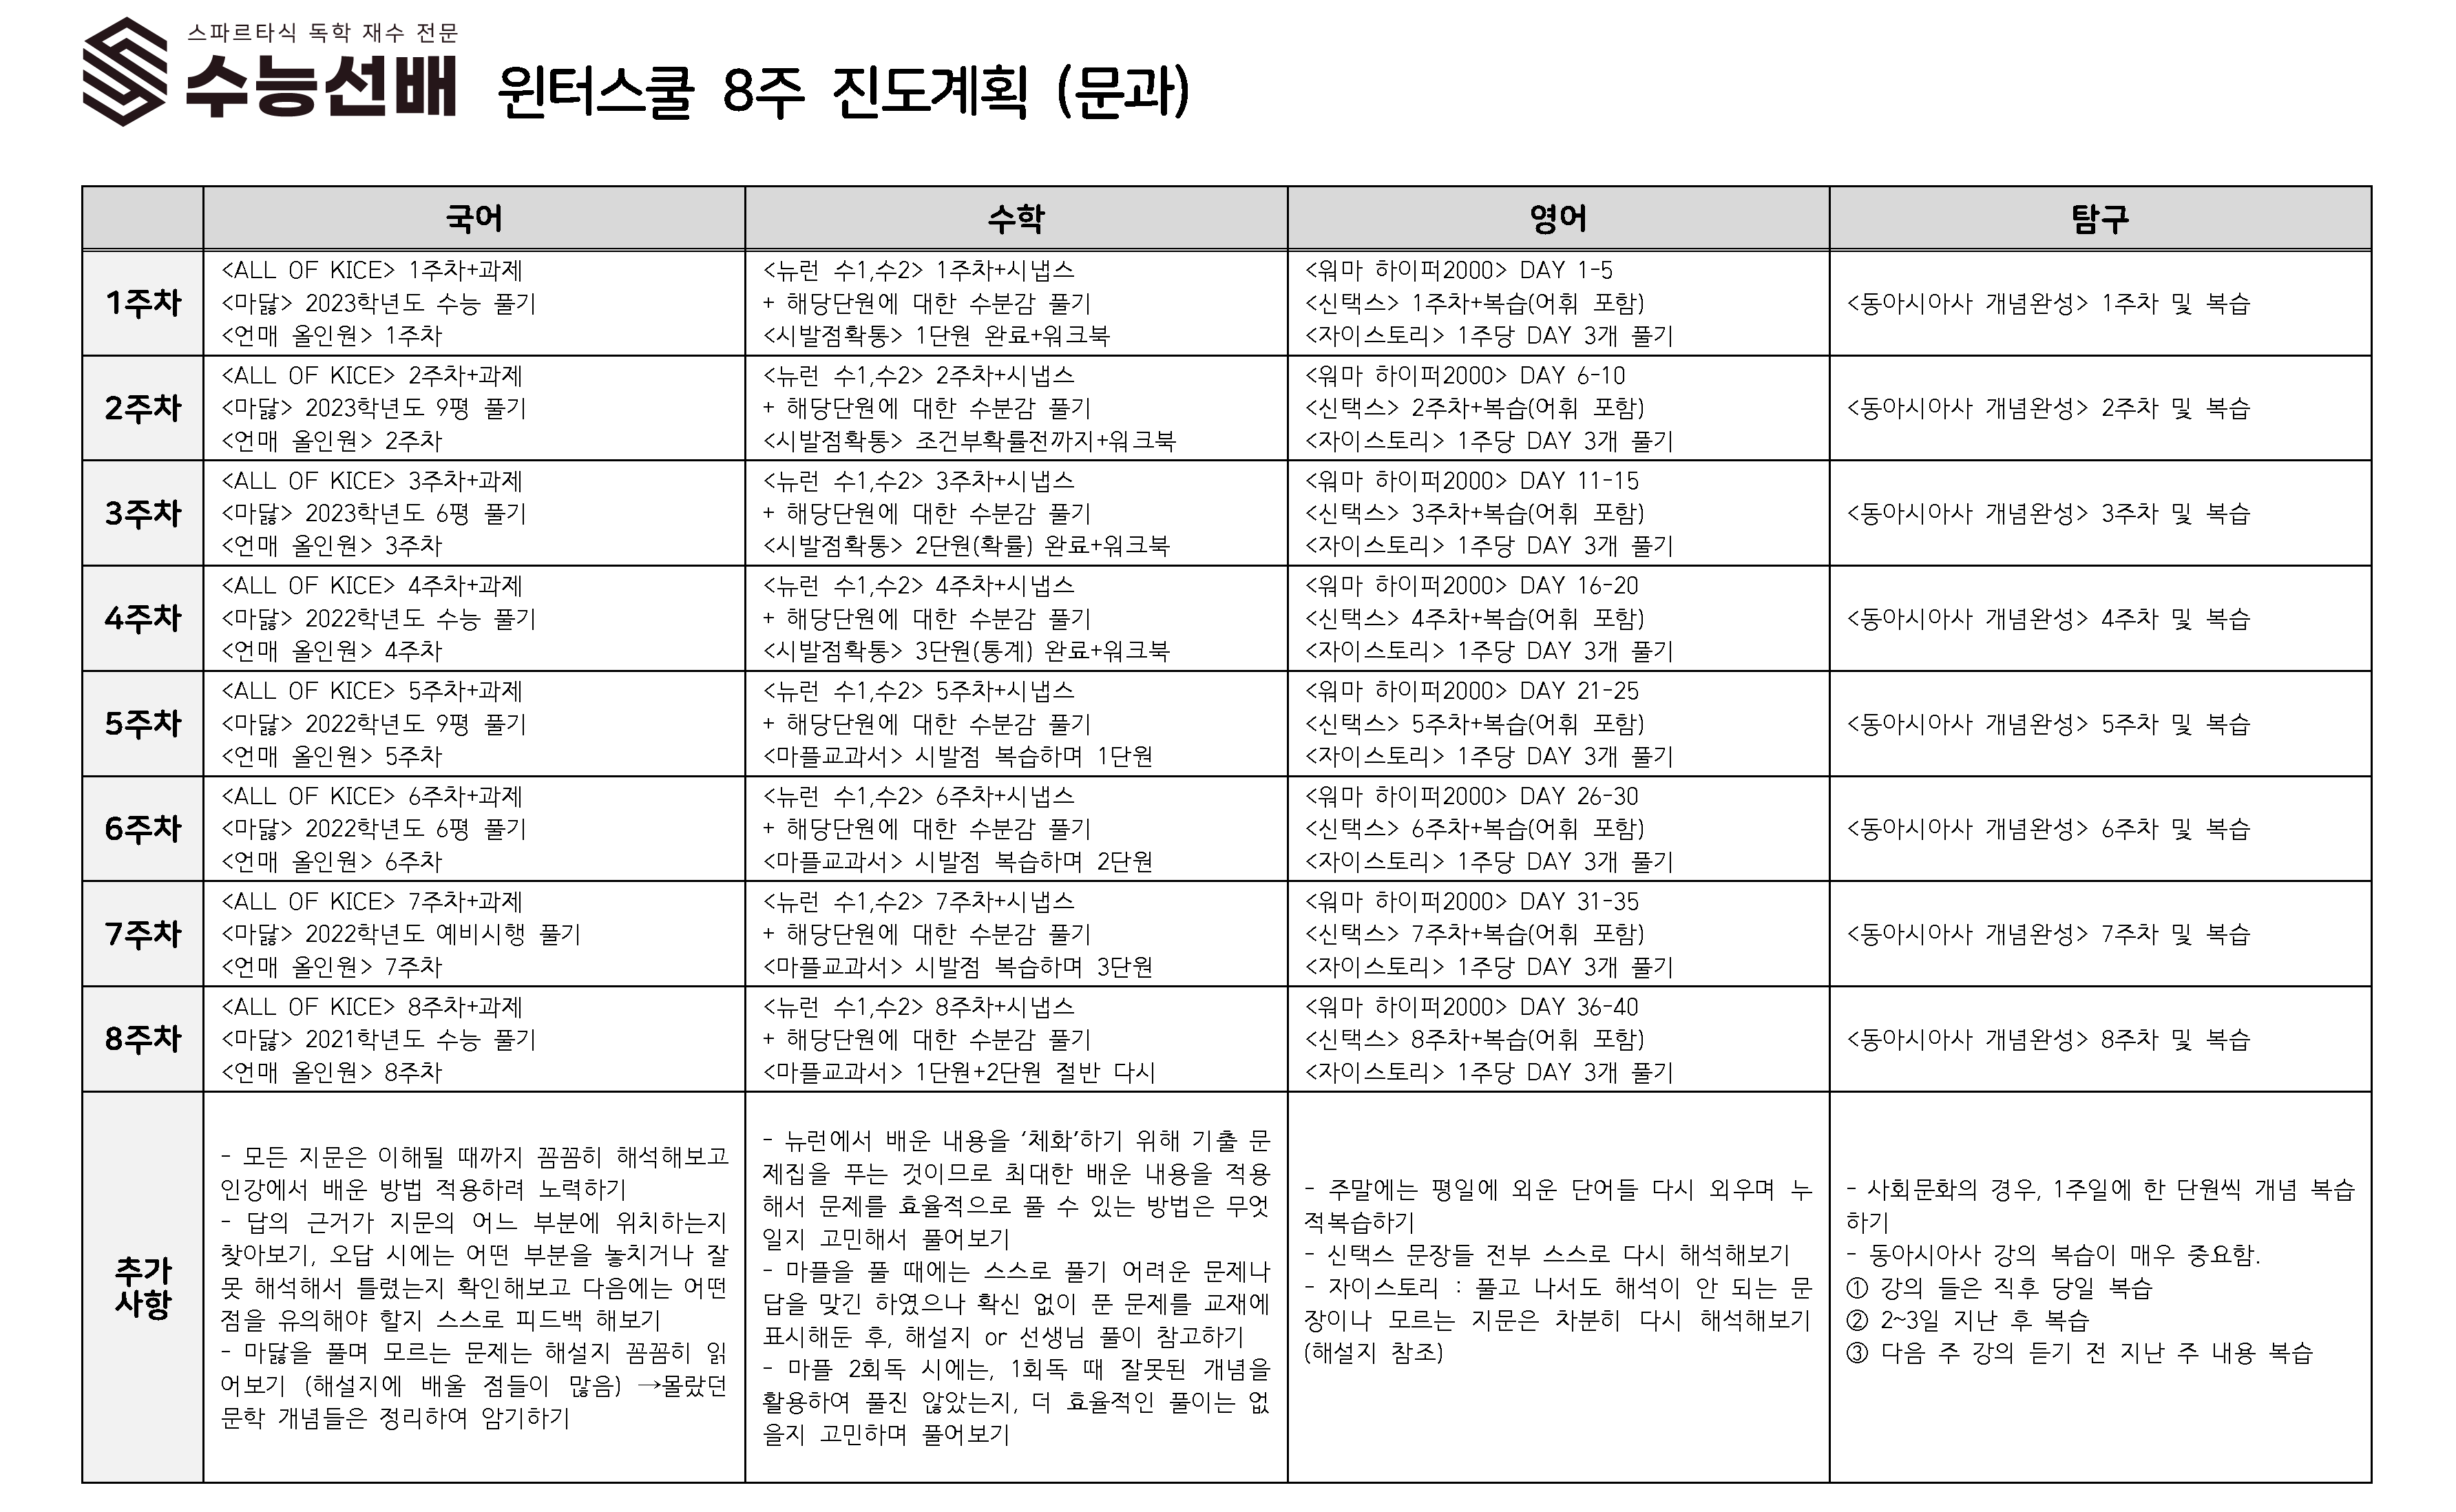 스파르타식 독학 재수 전문
수능선배
윈터스쿨 8주 진도계획 (문과)
국어
수학
영어
탐구
1주차
<ALL OF KICE> 1주차+과제
<마닳> 2023학년도 수능 풀기
<언매 올인원> 1주차
<뉴런 수1,수2> 1주차+시냅스
+ 해당단원에 대한 수분감 풀기
<시발점확통> 1단원 완료+워크북
<워마 하이퍼2000> DAY 1-5
<신택스> 1주차+복습(어휘 포함)
<자이스토리> 1주당 DAY 3개 풀기
<동아시아사 개념완성> 1주차 및 복습
2주차
<ALL OF KICE> 2주차+과제
<마닳> 2023학년도 9평 풀기
<언매 올인원> 2주차
<뉴런 수1,수2> 2주차+시냅스
+ 해당단원에 대한 수분감 풀기
<시발점확통> 조건부확률전까지+워크북
<워마 하이퍼2000> DAY 6-10
<신택스> 2주차+복습(어휘 포함)
<자이스토리> 1주당 DAY 3개 풀기
<동아시아사 개념완성> 2주차 및 복습
3주차
<ALL OF KICE> 3주차+과제
<마닳> 2023학년도 6평 풀기
<언매 올인원> 3주차
<뉴런 수1,수2> 3주차+시냅스
+ 해당단원에 대한 수분감 풀기
<시발점확통> 2단원(확률) 완료+워크북
<워마 하이퍼2000> DAY 11-15
<신택스> 3주차+복습(어휘 포함)
<자이스토리> 1주당 DAY 3개 풀기
<동아시아사 개념완성> 3주차 및 복습
4주차
<ALL OF KICE> 4주차+과제
<마닳> 2022학년도 수능 풀기
<언매 올인원> 4주차
<뉴런 수1,수2> 4주차+시냅스
+ 해당단원에 대한 수분감 풀기
<시발점확통> 3단원(통계) 완료+워크북
<워마 하이퍼2000> DAY 16-20
<신택스> 4주차+복습(어휘 포함)
<자이스토리> 1주당 DAY 3개 풀기
<동아시아사 개념완성> 4주차 및 복습
5주차
<ALL OF KICE> 5주차+과제
<마닳> 2022학년도 9평 풀기
<언매 올인원> 5주차
<뉴런 수1,수2> 5주차+시냅스
+ 해당단원에 대한 수분감 풀기
<마플교과서> 시발점 복습하며 1단원
<워마 하이퍼2000> DAY 21-25
<신택스> 5주차+복습(어휘 포함)
<자이스토리> 1주당 DAY 3개 풀기
<동아시아사 개념완성> 5주차 및 복습
6주차
<ALL OF KICE> 6주차+과제
<마닳> 2022학년도 6평 풀기
<언매 올인원> 6주차
<뉴런 수1,수2> 6주차+시냅스
+ 해당단원에 대한 수분감 풀기
<마플교과서> 시발점 복습하며 2단원
<워마 하이퍼2000> DAY 26-30
<신택스> 6주차+복습(어휘 포함)
<자이스토리> 1주당 DAY 3개 풀기
<동아시아사 개념완성> 6주차 및 복습
7주차
<ALL OF KICE> 7주차+과제
<마닳> 2022학년도 예비시행 풀기
<언매 올인원> 7주차
<뉴런 수1,수2> 7주차+시냅스
+ 해당단원에 대한 수분감 풀기
<마플교과서> 시발점 복습하며 3단원
<워마 하이퍼2000> DAY 31-35
<신택스> 7주차+복습(어휘 포함)
<자이스토리> 1주당 DAY 3개 풀기
<동아시아사 개념완성> 7주차 및 복습
8주차
<ALL OF KICE> 8주차+과제
<마닳> 2021학년도 수능 풀기
<언매 올인원> 8주차
<뉴런 수1,수2> 8주차+시냅스
+ 해당단원에 대한 수분감 풀기
<마플교과서> 1단원+2단원 절반 다시
<워마 하이퍼2000> DAY 36-40
<신택스> 8주차+복습(어휘 포함)
<자이스토리> 1주당 DAY 3개 풀기
<동아시아사 개념완성> 8주차 및 복습
추가
사항
- 모든 지문은 이해될 때까지 꼼꼼히 해석해보고
인강에서 배운 방법 적용하려 노력하기
- 답의 근거가 지문의 어느 부분에 위치하는지
찾아보기, 오답 시에는 어떤 부분을 놓치거나 잘
못 해석해서 틀렸는지 확인해보고 다음에는 어떤
점을 유의해야 할지 스스로 피드백 해보기
- 마닳을 풀며 모르는 문제는 해설지 꼼꼼히 읽
어보기 (해설지에 배울 점들이 많음) →몰랐던
문학 개념들은 정리하여 암기하기
- 뉴런에서 배운 내용을 ‘체화’하기 위해 기출 문
제집을 푸는 것이므로 최대한 배운 내용을 적용
해서 문제를 효율적으로 풀 수 있는 방법은 무엇
일지 고민해서 풀어보기
- 마플을 풀 때에는 스스로 풀기 어려운 문제나
답을 맞긴 하였으나 확신 없이 푼 문제를 교재에
표시해둔 후, 해설지 or 선생님 풀이 참고하기
- 마플 2회독 시에는, 1회독 때 잘못된 개념을
활용하여 풀진 않았는지, 더 효율적인 풀이는 없
을지 고민하며 풀어보기
- 주말에는 평일에 외운 단어들 다시 외우며 누
적복습하기
- 신택스 문장들 전부 스스로 다시 해석해보기
- 자이스토리 : 풀고 나서도 해석이 안 되는 문
장이나 모르는 지문은 차분히 다시 해석해보기
(해설지 참조)
- 사회문화의 경우, 1주일에 한 단원씩 개념 복습
하기
- 동아시아사 강의 복습이 매우 중요함.
① 강의 들은 직후 당일 복습
② 2~3일 지난 후 복습
③ 다음 주 강의 듣기 전 지난 주 내용 복습